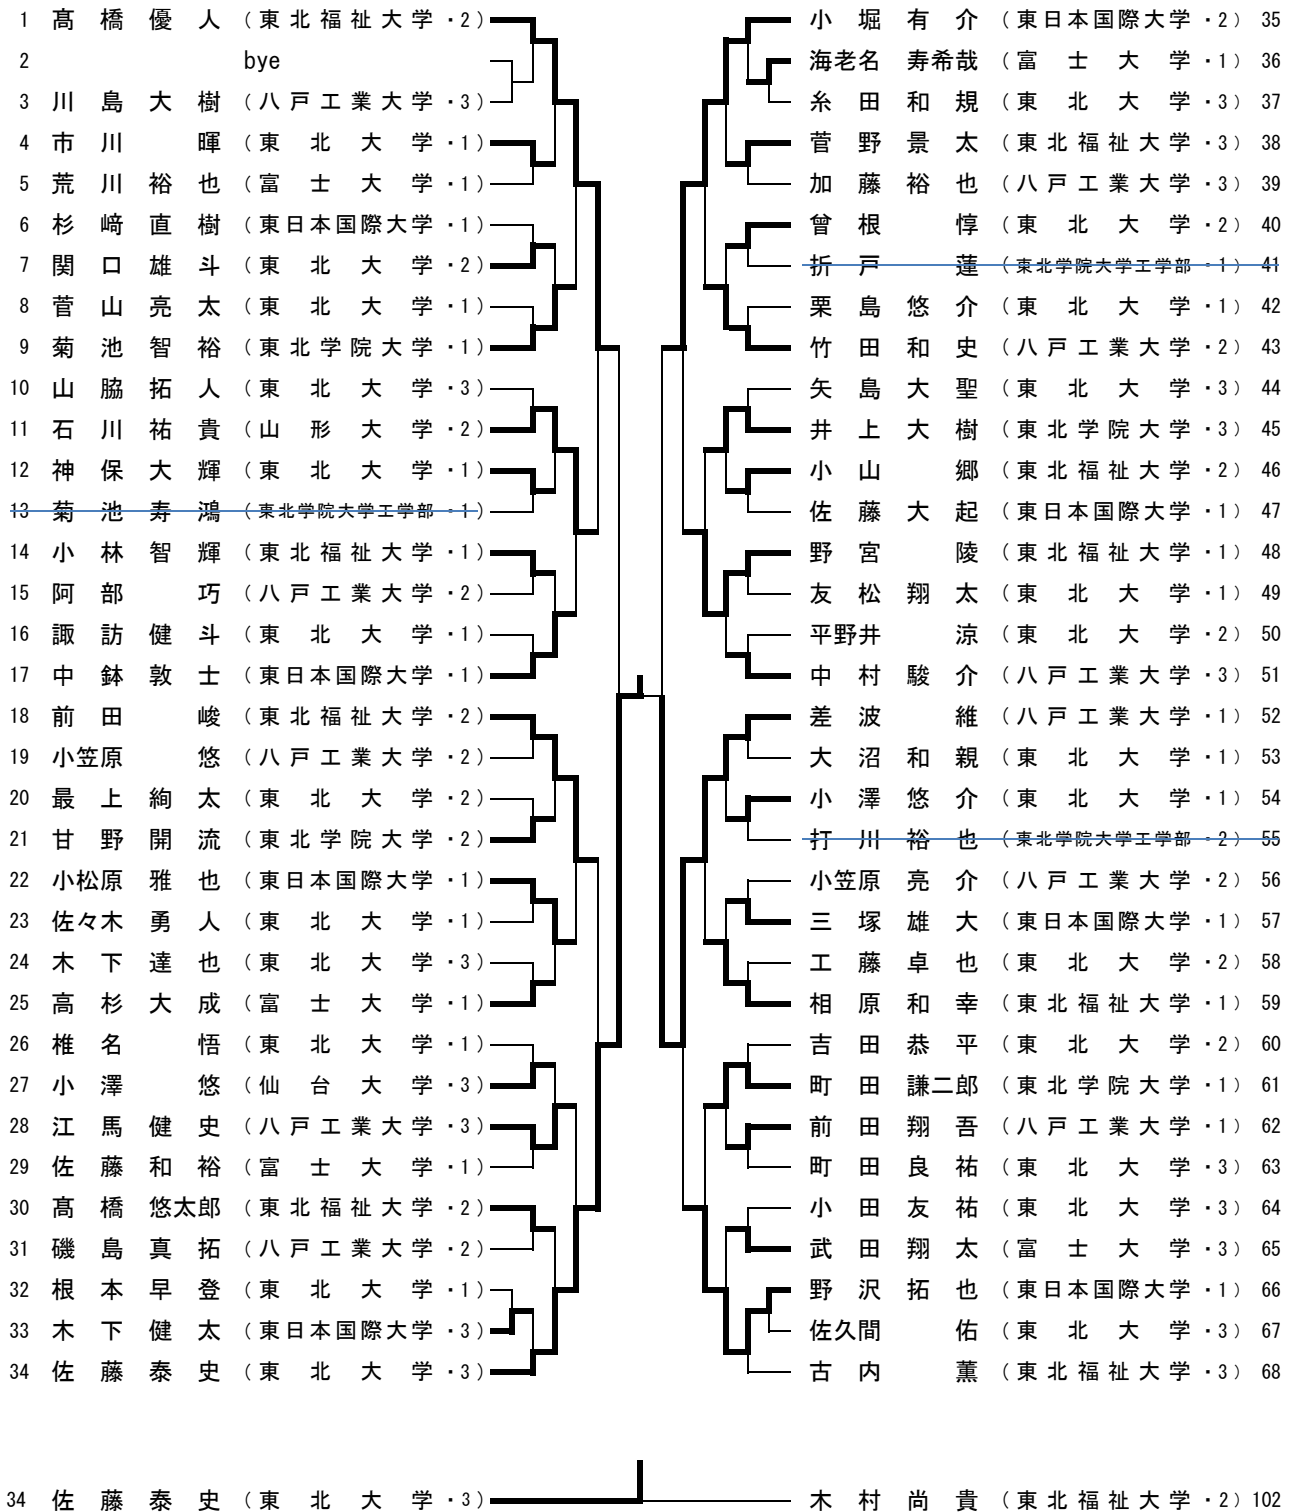 1 髙橋優人 (東北福祉大学・2) 小堀有介 (東日本国際大学・2) 35
2 bye 海老名 寿希哉 (富士大学・1) 36
3 川島大樹 (八戸工業大学・3) 糸田和規 (東北大学・3) 37
4 市川 暉 (東北大学・1) 菅野景太 (東北福祉大学・3) 38
5 荒川裕也 (富士大学・1) 加藤裕也 (八戸工業大学・3) 39
6 杉﨑直樹 (東日本国際大学・1) 曾根 惇 (東北大学・2) 40
7 関口雄斗 (東北大学・2) 折戸 蓮 (東北学院大学工学部・1) 41
8 菅山亮太 (東北大学・1) 栗島悠介 (東北大学・1) 42
9 菊池智裕 (東北学院大学・1) 竹田和史 (八戸工業大学・2) 43
10 山脇拓人 (東北大学・3) 矢島大聖 (東北大学・3) 44
11 石川祐貴 (山形大学・2) 井上大樹 (東北学院大学・3) 45
12 神保大輝 (東北大学・1) 小山 郷 (東北福祉大学・2) 46
13 菊池寿鴻 (東北学院大学工学部・1) 佐藤大起 (東日本国際大学・1) 47
14 小林智輝 (東北福祉大学・1) 野宮 陵 (東北福祉大学・1) 48
15 阿部 巧 (八戸工業大学・2) 友松翔太 (東北大学・1) 49
16 諏訪健斗 (東北大学・1) 平野井 涼 (東北大学・2) 50
17 中鉢敦士 (東日本国際大学・1) 中村駿介 (八戸工業大学・3) 51
18 前田 峻 (東北福祉大学・2) 差波 維 (八戸工業大学・1) 52
19 小笠原 悠 (八戸工業大学・2) 大沼和親 (東北大学・1) 53
20 最上絢太 (東北大学・2) 小澤悠介 (東北大学・1) 54
21 甘野開流 (東北学院大学・2) 打川裕也 (東北学院大学工学部・2) 55
22 小松原 雅也 (東日本国際大学・1) 小笠原 亮介 (八戸工業大学・2) 56
23 佐々木 勇人 (東北大学・1) 三塚雄大 (東日本国際大学・1) 57
24 木下達也 (東北大学・3) 工藤卓也 (東北大学・2) 58
25 高杉大成 (富士大学・1) 相原和幸 (東北福祉大学・1) 59
26 椎名 悟 (東北大学・1) 吉田恭平 (東北大学・2) 60
27 小澤 悠 (仙台大学・3) 町田謙二郎 (東北学院大学・1) 61
28 江馬健史 (八戸工業大学・3) 前田翔吾 (八戸工業大学・1) 62
29 佐藤和裕 (富士大学・1) 町田良祐 (東北大学・3) 63
30 髙橋悠太郎 (東北福祉大学・2) 小田友祐 (東北大学・3) 64
31 磯島真拓 (八戸工業大学・2) 武田翔太 (富士大学・3) 65
32 根本早登 (東北大学・1) 野沢拓也 (東日本国際大学・1) 66
33 木下健太 (東日本国際大学・3) 佐久間 佑 (東北大学・3) 67
34 佐藤泰史 (東北大学・3) 古内 薫 (東北福祉大学・3) 68
34 佐藤泰史 (東北大学・3) 木村尚貴 (東北福祉大学・2) 102